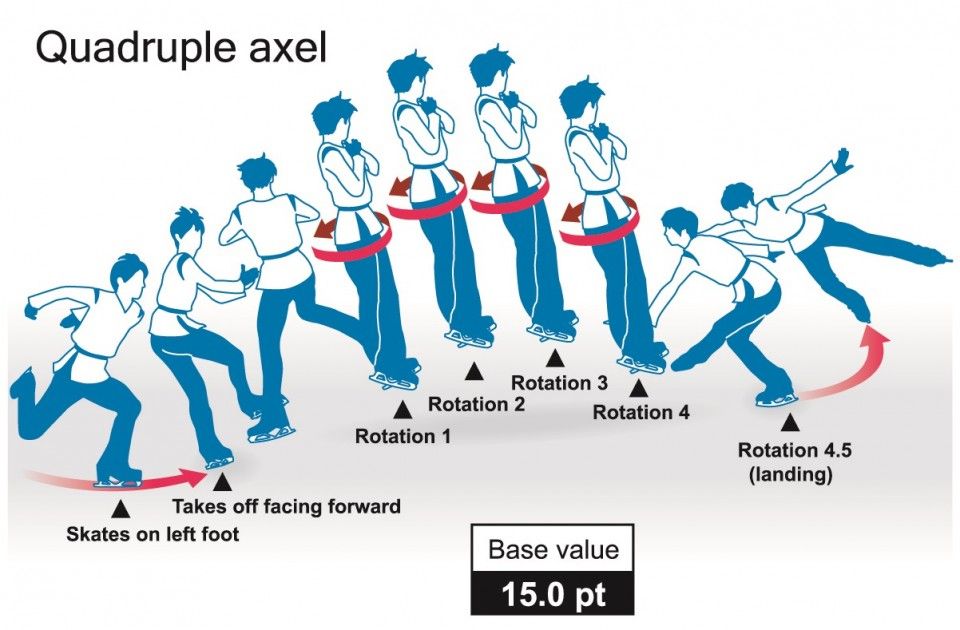 Quadruple axel
Skates on left foot
Takes off facing forward
Rotation 1
Rotation 2
Rotation 3
Rotation 4
Rotation 4.5
(landing)
Base value
15.0 pt